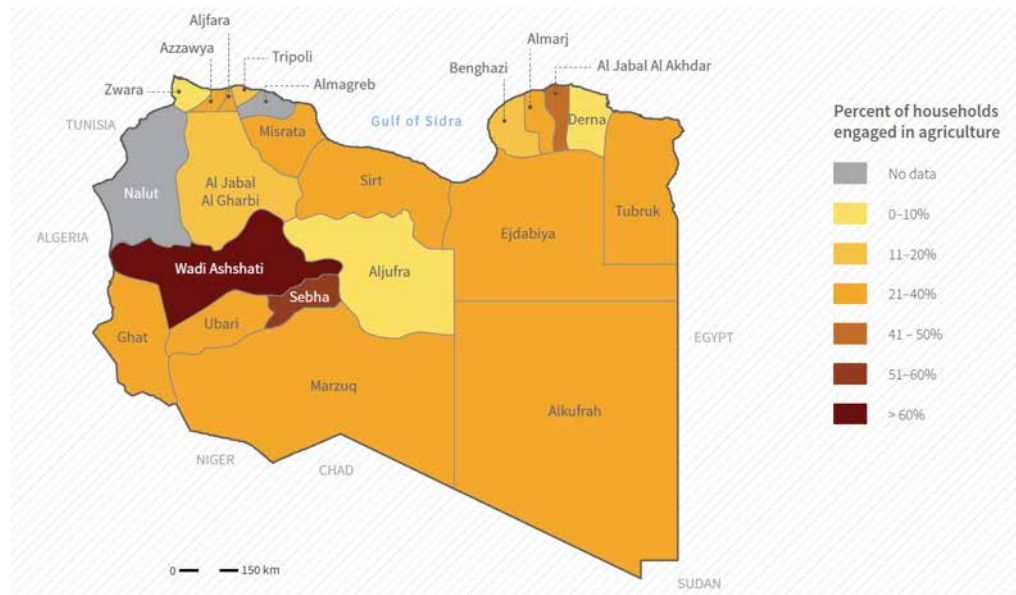 Aljfara
Azzawya
Tripoli
Zwara
Almagreb
Almarj
Benghazi
Al Jabal Al Akhdar
TUNISIA
Misrata
Gulf of Sidra
Derna
Nalut
Al Jabal
Al Gharbi
Sirt
Tubruk
ALGERIA
Ejdabiya
Wadi Ashshati
Aljufra
Sebha
Ghat
Ubari
EGYPT
Marzuq
Alkufrah
NIGER
CHAD
SUDAN
0 150 km
Percent of households
engaged in agriculture
No data
0–10%
11–20%
21–40%
41 – 50%
51–60%
> 60%